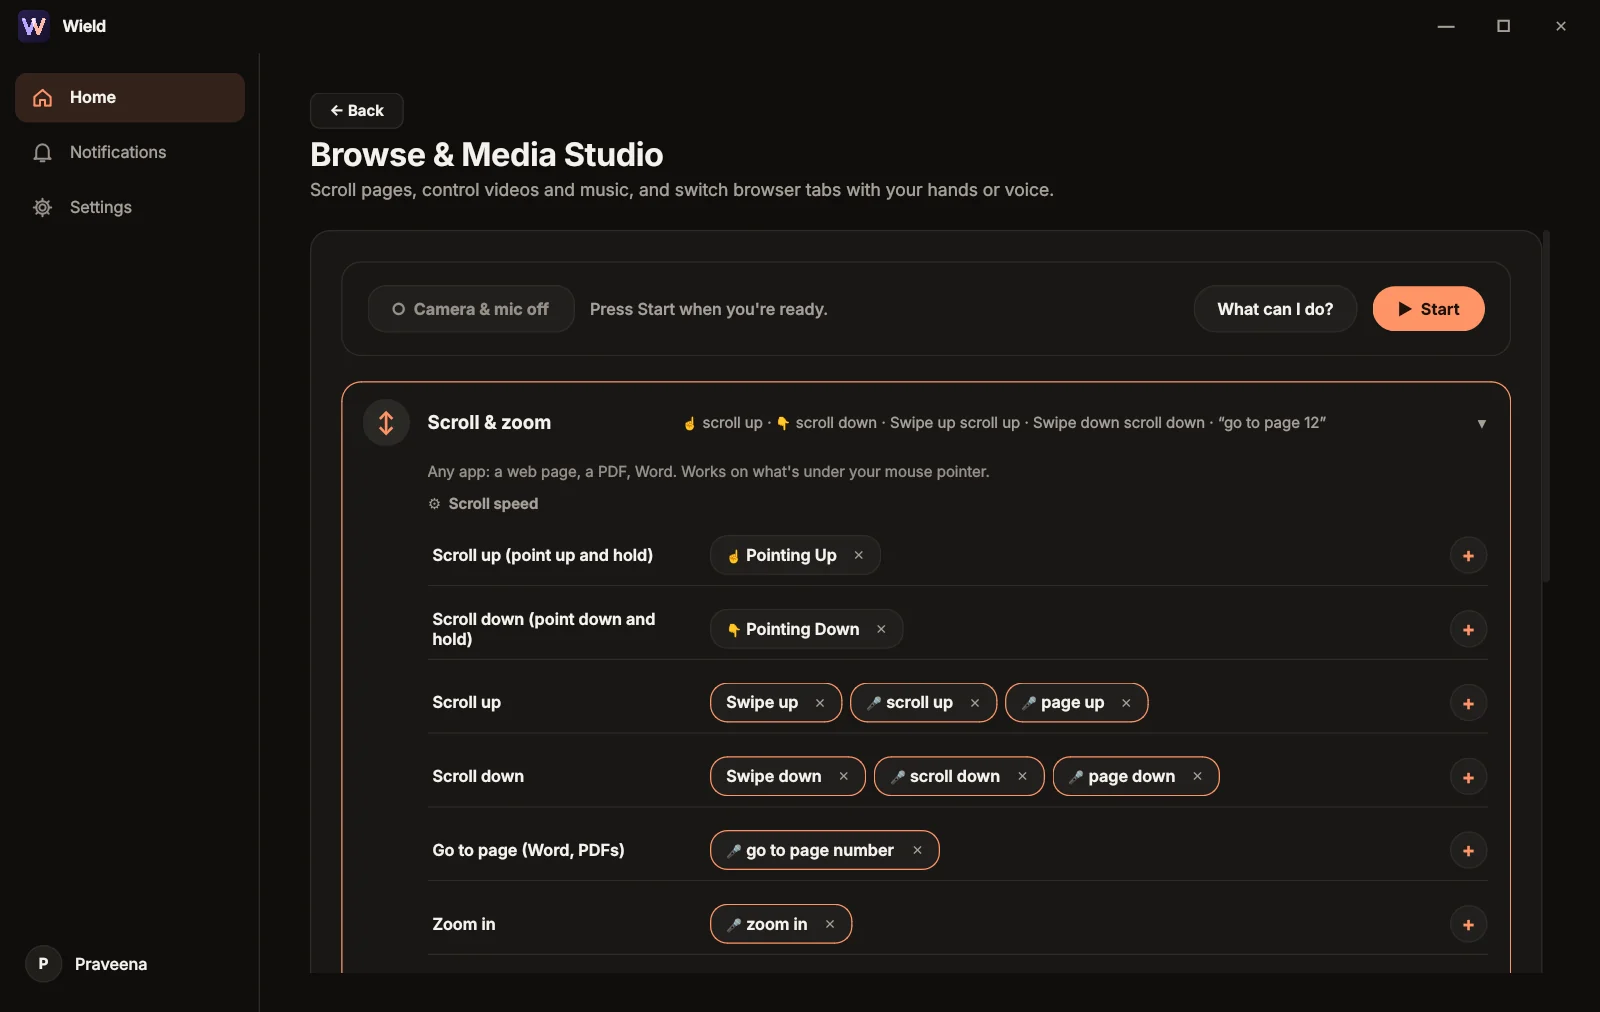 W Wield
Home
Notifications
Settings
← Back
Browse & Media Studio
Scroll pages, control videos and music, and switch browser tabs with your hands or voice.
Camera & mic off
Press Start when you're ready.
What can I do?
▶ Start
Scroll & zoom
☝ scroll up · 👇 scroll down · Swipe up scroll up · Swipe down scroll down · “go to page 12”
Any app: a web page, a PDF, Word. Works on what's under your mouse pointer.
⚙ Scroll speed
Scroll up (point up and hold)
☝ Pointing Up ×
+
Scroll down (point down and
hold)
👇 Pointing Down ×
+
Scroll up
Swipe up ×
🎤 scroll up ×
🎤 page up ×
+
Scroll down
Swipe down ×
🎤 scroll down ×
🎤 page down ×
+
Go to page (Word, PDFs)
🎤 go to page number ×
+
Zoom in
🎤 zoom in ×
+
P Praveena